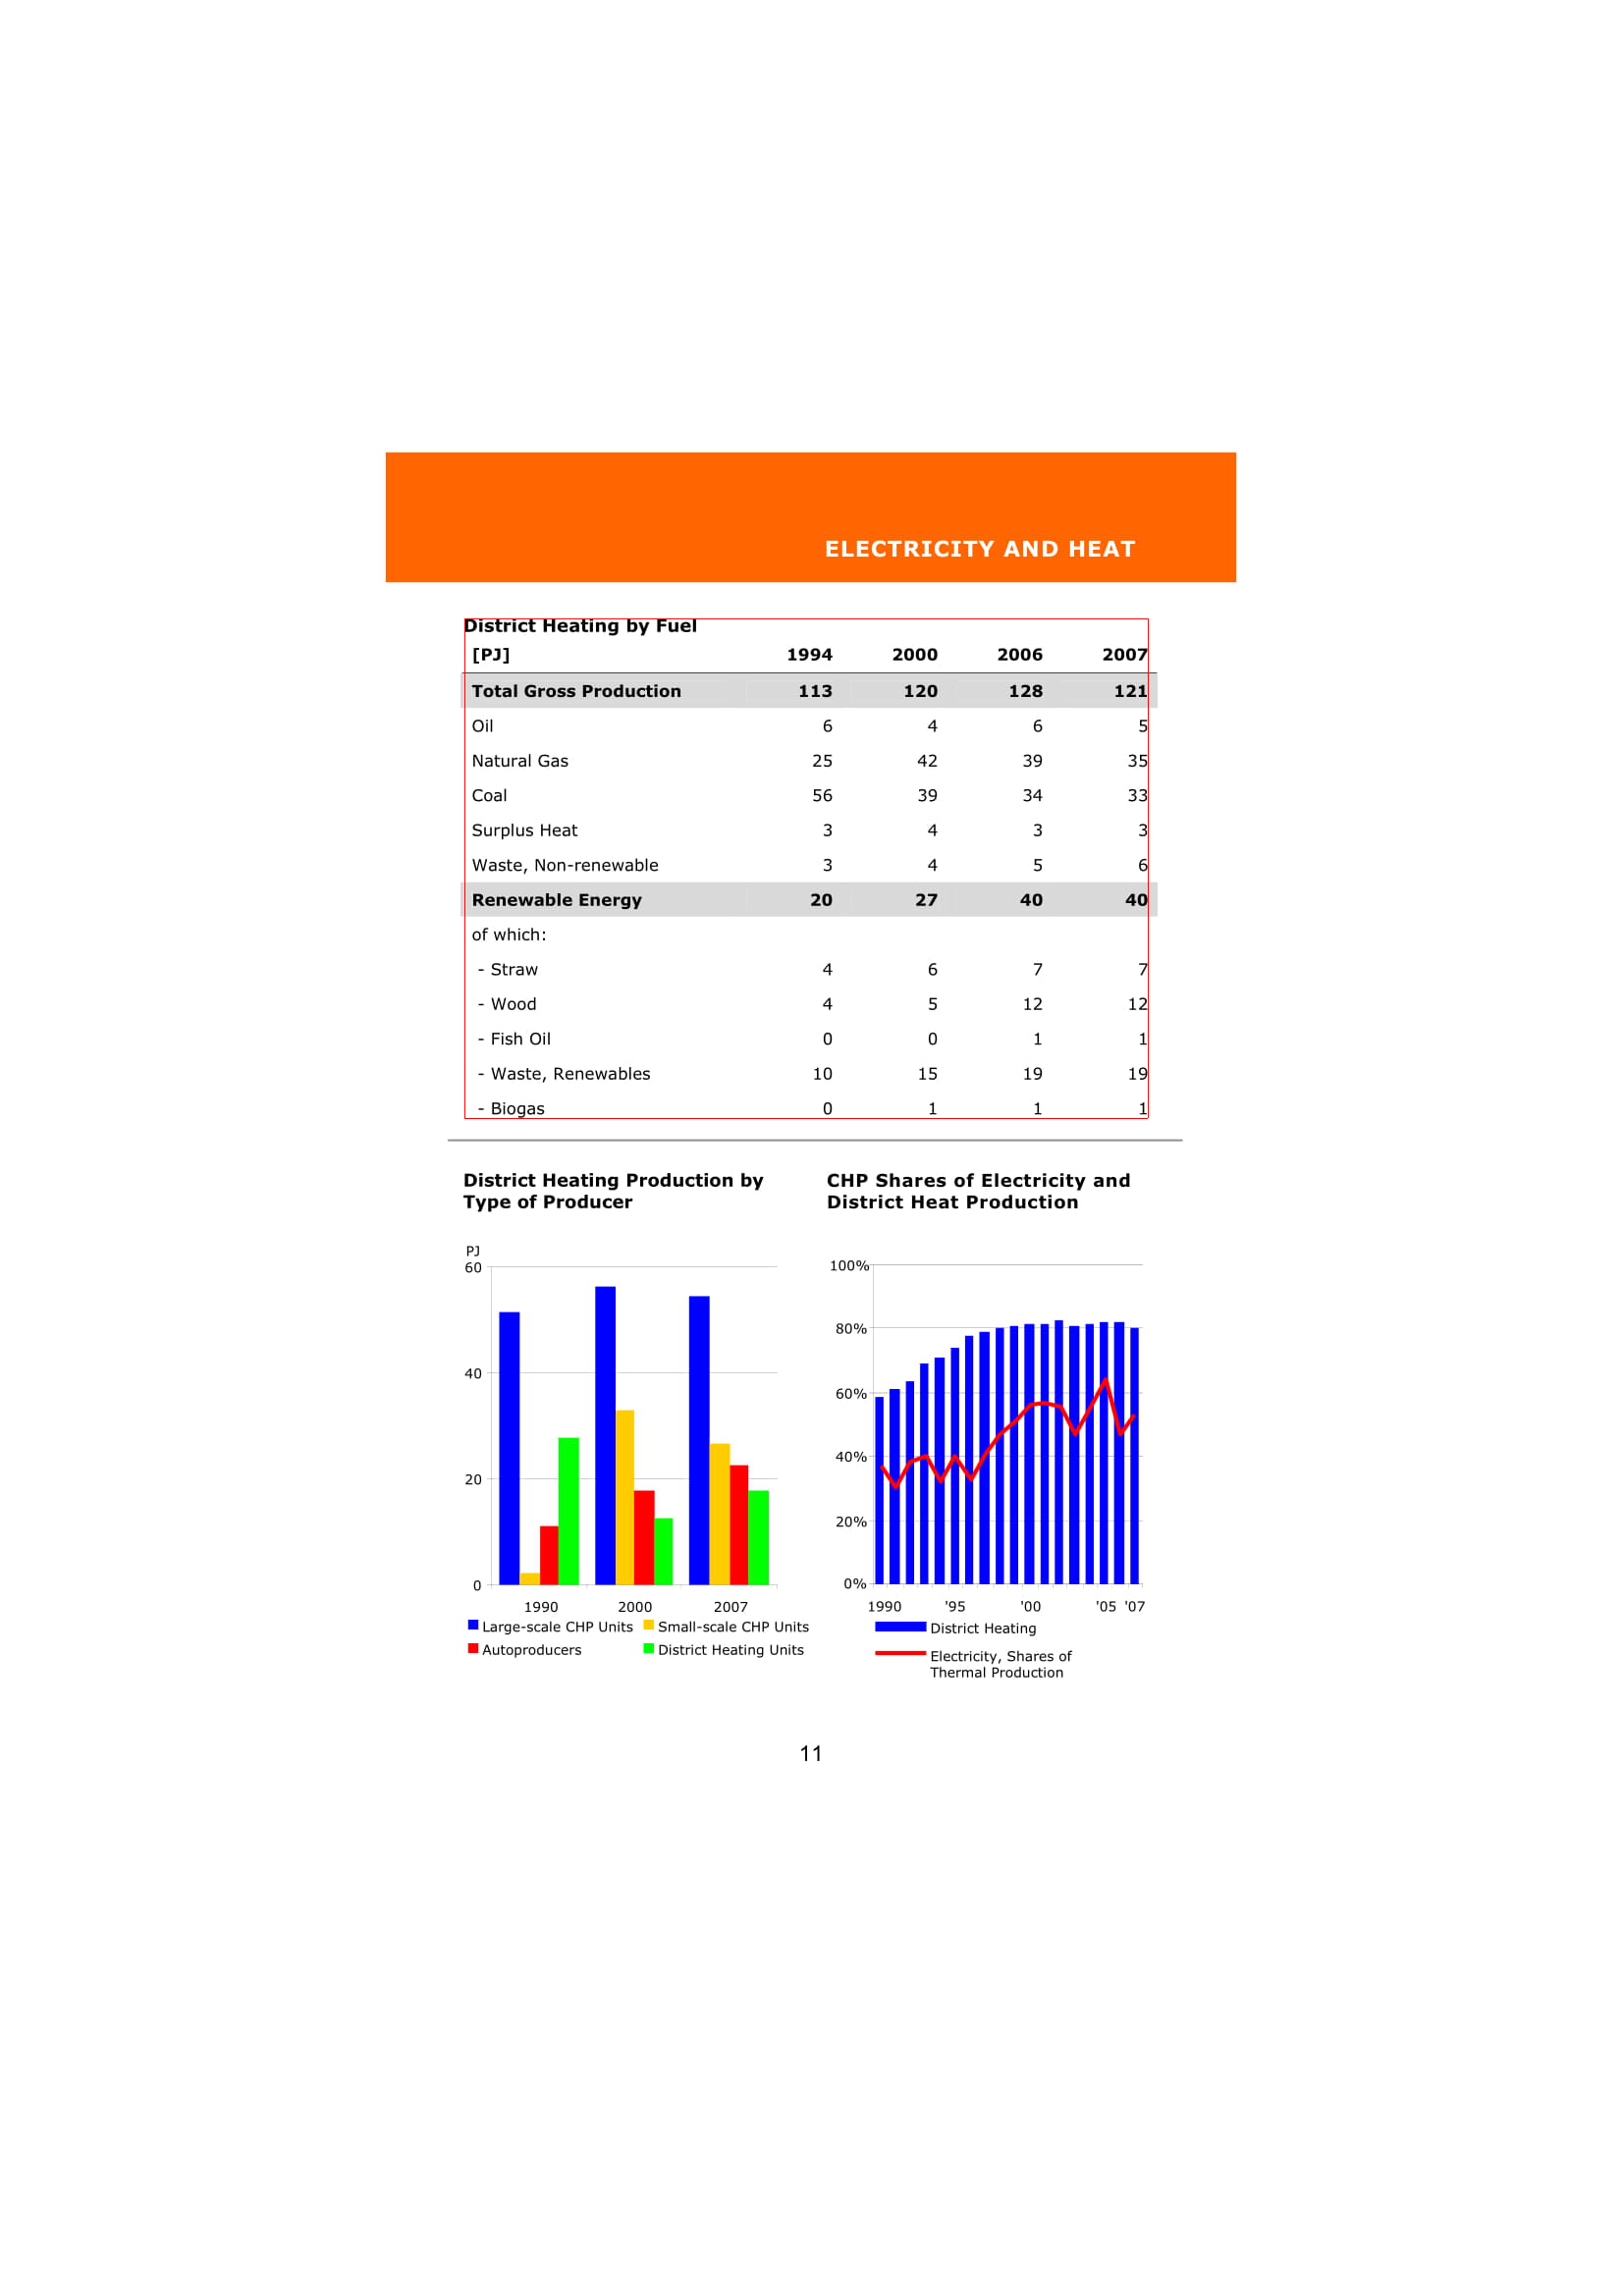 ELECTRICITY AND HEAT
District Heating by Fuel
[PJ] 1994 2000 2006 2007
Total Gross Production 113 120 128 121
Oil 6 4 6 5
Natural Gas 25 42 39 35
Coal 56 39 34 33
Surplus Heat 3 4 3 3
Waste, Non-renewable 3 4 5 6
Renewable Energy 20 27 40 40
of which:
- Straw 4 6 7 7
- Wood 4 5 12 12
- Fish Oil 0 0 1 1
- Waste, Renewables 10 15 19 19
- Biogas 0 1 1 1
District Heating Production by
Type of Producer
PJ
60
40
20
0
1990 2000 2007
Large-scale CHP Units Small-scale CHP Units
Autoproducers District Heating Units
CHP Shares of Electricity and
District Heat Production
100%
80%
60%
40%
20%
0%
1990 '95 '00 '05 '07
District Heating
Electricity, Shares of
Thermal Production
11